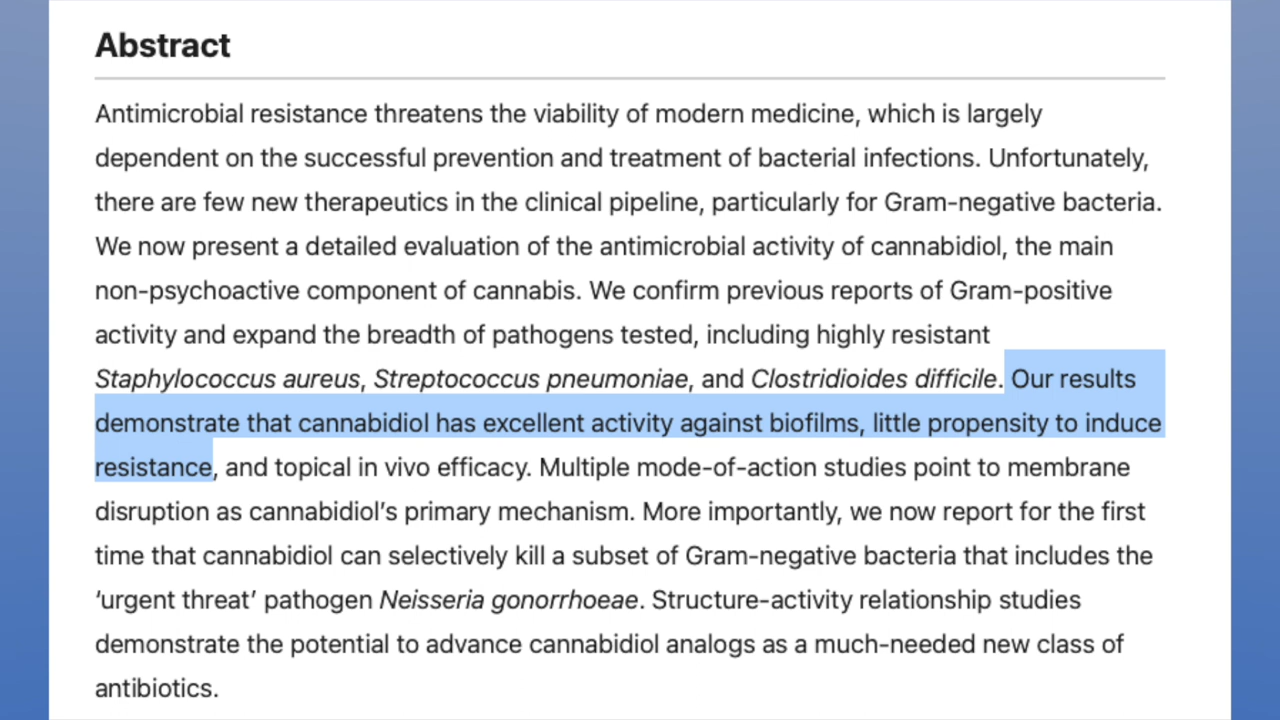 Abstract
Antimicrobial resistance threatens the viability of modern medicine, which is largely
dependent on the successful prevention and treatment of bacterial infections. Unfortunately,
there are few new therapeutics in the clinical pipeline, particularly for Gram-negative bacteria.
We now present a detailed evaluation of the antimicrobial activity of cannabidiol, the main
non-psychoactive component of cannabis. We confirm previous reports of Gram-positive
activity and expand the breadth of pathogens tested, including highly resistant
Staphylococcus aureus, Streptococcus pneumoniae, and Clostridioides difficile. Our results
demonstrate that cannabidiol has excellent activity against biofilms, little propensity to induce
resistance, and topical in vivo efficacy. Multiple mode-of-action studies point to membrane
disruption as cannabidiol’s primary mechanism. More importantly, we now report for the first
time that cannabidiol can selectively kill a subset of Gram-negative bacteria that includes the
‘urgent threat’ pathogen Neisseria gonorrhoeae. Structure-activity relationship studies
demonstrate the potential to advance cannabidiol analogs as a much-needed new class of
antibiotics.